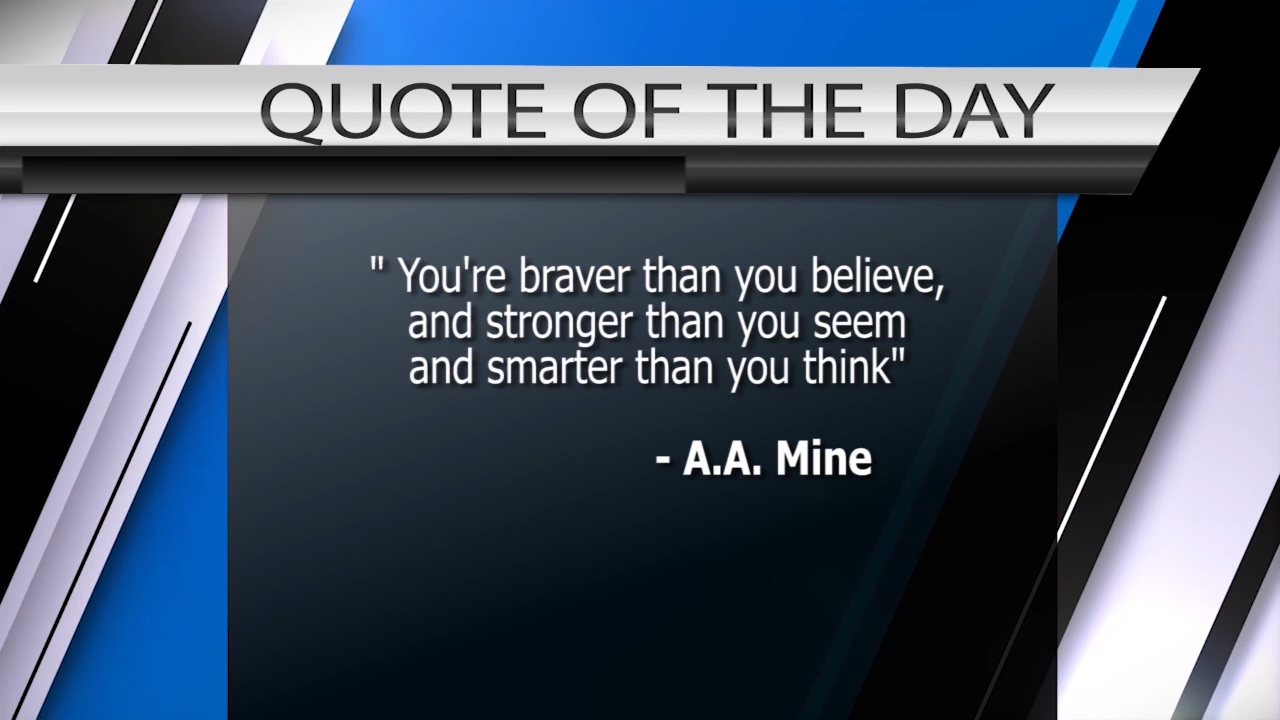 QUOTE OF THE DAY
" You're braver than you believe,
and stronger than you seem
and smarter than you think"
- A.A. Mine